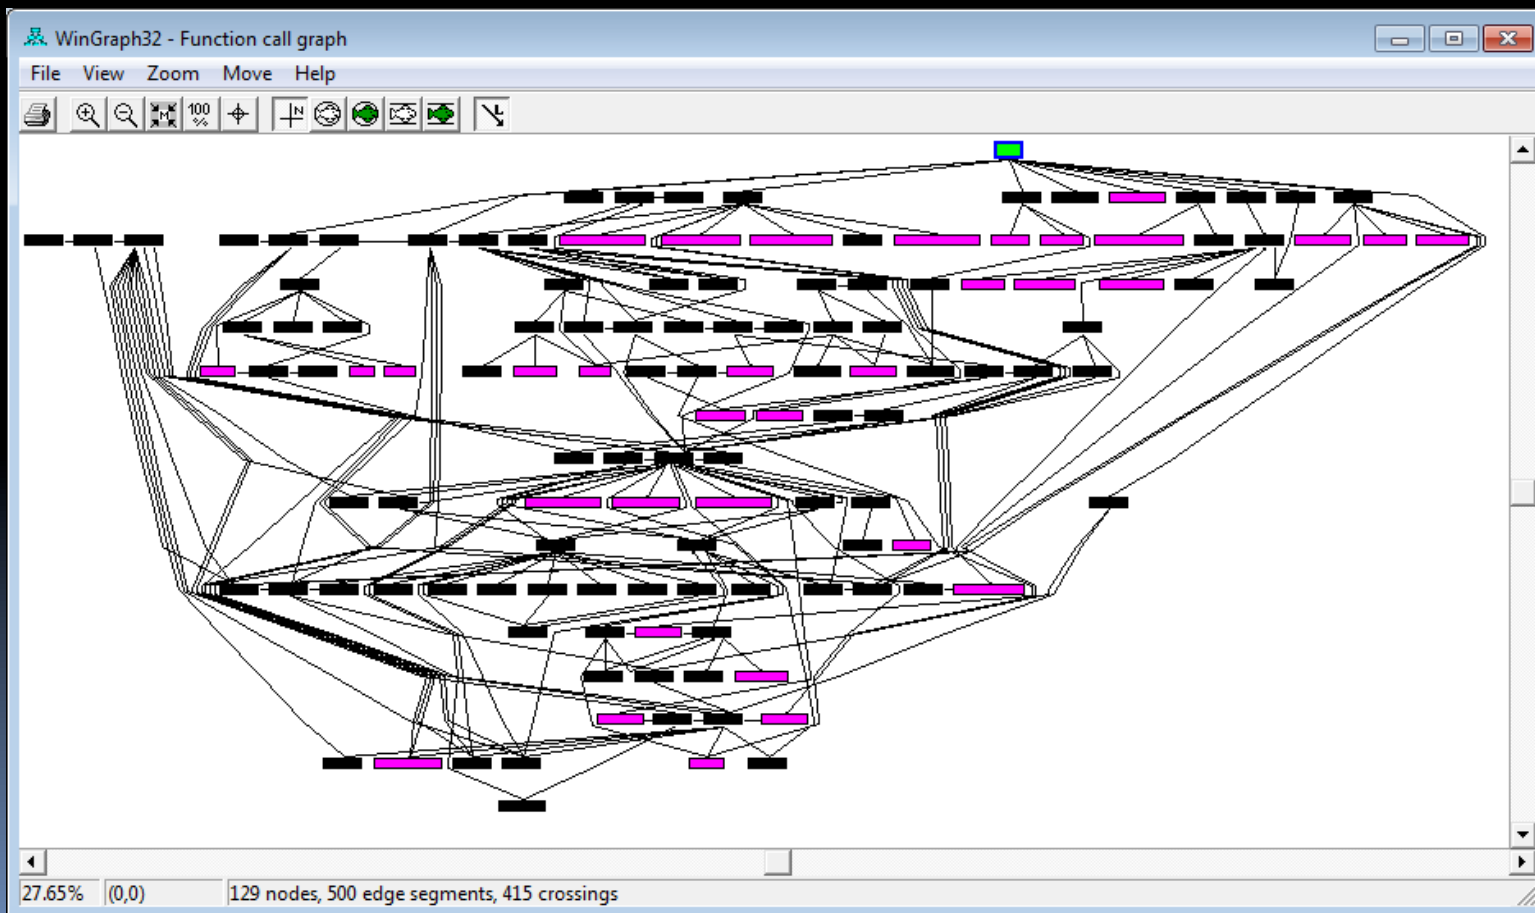 WinGraph32 - Function call graph
File View Zoom Move Help
M 100 % N
27.65% (0,0) 129 nodes, 500 edge segments, 415 crossings